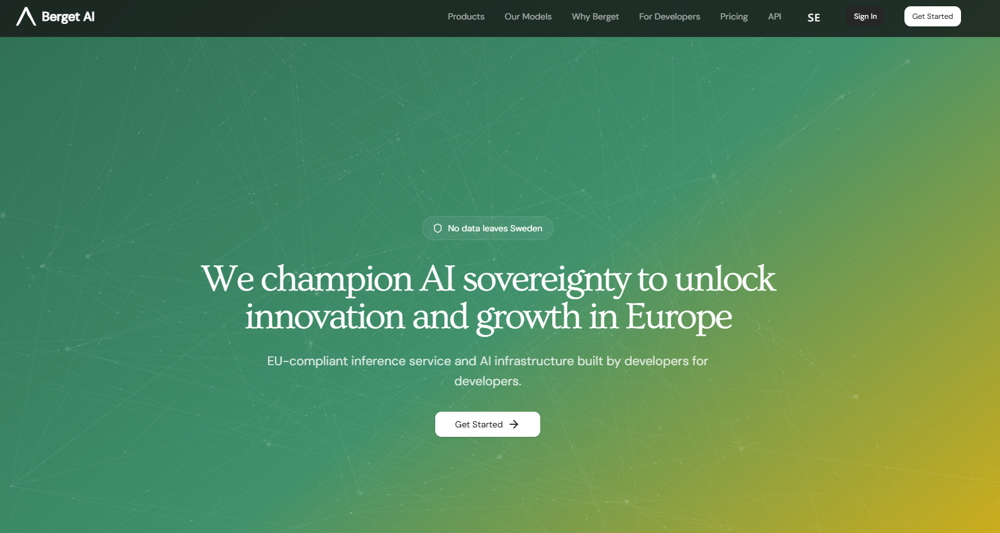 Berget AI
Products
Our Models
Why Berget
For Developers
Pricing
API
SE
Sign In
Get Started
No data leaves Sweden
We champion AI sovereignty to unlock
innovation and growth in Europe
EU-compliant inference service and AI infrastructure built by developers for
developers.
Get Started